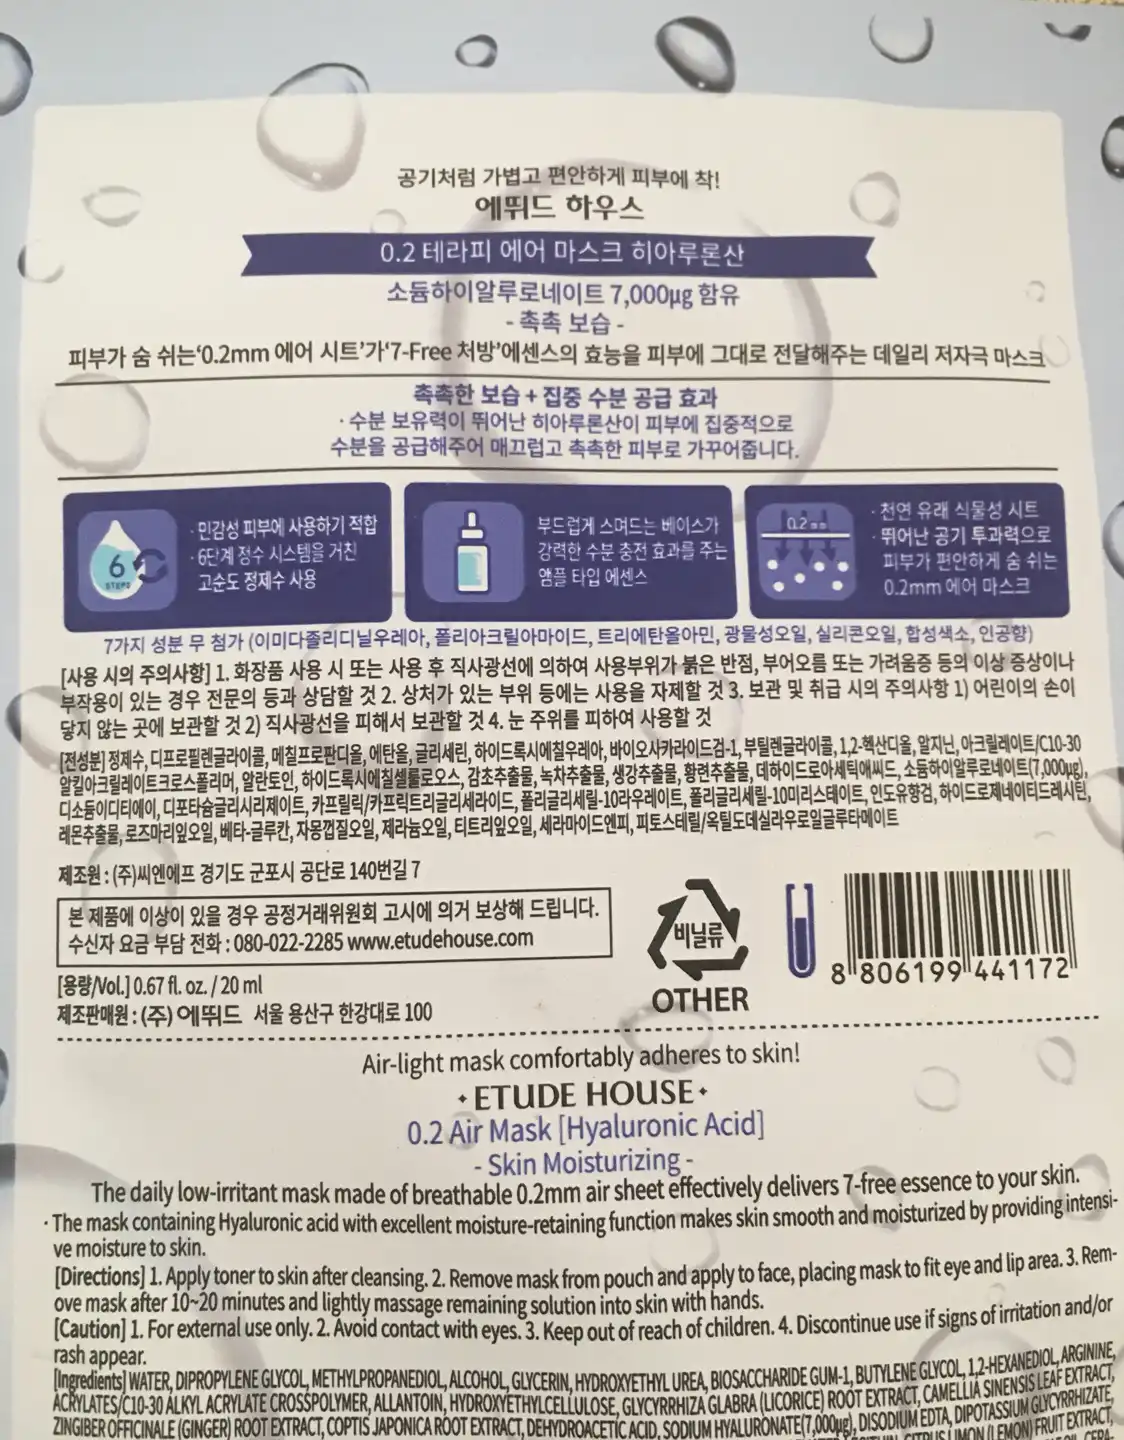 공기처럼 가볍고 편안하게 피부에 착!
에뛰드 하우스
0.2 테라피 에어 마스크 히아루론산
소듐하이알루로네이트 7,000μg 함유
- 촉촉 보습 -
피부가 숨 쉬는‘0.2mm 에어 시트’가‘7-Free 처방’에센스의 효능을 피부에 그대로 전달해주는 데일리 저자극 마스크
촉촉한 보습 + 집중 수분 공급 효과
· 수분 보유력이 뛰어난 히아루론산이 피부에 집중적으로
수분을 공급해주어 매끄럽고 촉촉한 피부로 가꾸어줍니다.
6
STEPS
· 민감성 피부에 사용하기 적합
· 6단계 정수 시스템을 거친
고순도 정제수 사용
부드럽게 스며드는 베이스가
강력한 수분 충전 효과를 주는
앰플 타입 에센스
0.2 mm
· 천연 유래 식물성 시트
· 뛰어난 공기 투과력으로
피부가 편안하게 숨 쉬는
0.2mm 에어 마스크
7가지 성분 무 첨가 (이미다졸리디닐우레아, 폴리아크릴아마이드, 트리에탄올아민, 광물성오일, 실리콘오일, 합성색소, 인공향)
[사용 시의 주의사항] 1. 화장품 사용 시 또는 사용 후 직사광선에 의하여 사용부위가 붉은 반점, 부어오름 또는 가려움증 등의 이상 증상이나
부작용이 있는 경우 전문의 등과 상담할 것 2. 상처가 있는 부위 등에는 사용을 자제할 것 3. 보관 및 취급 시의 주의사항 1) 어린이의 손이
닿지 않는 곳에 보관할 것 2) 직사광선을 피해서 보관할 것 4. 눈 주위를 피하여 사용할 것
[전성분] 정제수, 디프로필렌글라이콜, 메칠프로판디올, 에탄올, 글리세린, 하이드록시에칠우레아, 바이오사카라이드검-1, 부틸렌글라이콜, 1,2-헥산디올, 알지닌, 아크릴레이트/C10-30
알킬아크릴레이트크로스폴리머, 알란토인, 하이드록시에칠셀룰로오스, 감초추출물, 녹차추출물, 생강추출물, 황련추출물, 데하이드로아세틱애씨드, 소듐하이알루로네이트(7,000μg),
디소듐이디티에이, 디포타슘글리시리제이트, 카프릴릭/카프릭트리글리세라이드, 폴리글리세릴-10라우레이트, 폴리글리세릴-10미리스테이트, 인도유향검, 하이드로제네이티드레시틴,
레몬추출물, 로즈마리잎오일, 베타-글루칸, 자몽껍질오일, 제라늄오일, 티트리잎오일, 세라마이드엔피, 피토스테릴/옥틸도데실라우로일글루타메이트
제조원 : (주)씨엔에프 경기도 군포시 공단로 140번길 7
본 제품에 이상이 있을 경우 공정거래위원회 고시에 의거 보상해 드립니다.
수신자 요금 부담 전화 : 080-022-2285 www.etudehouse.com
비닐류
OTHER
8 806199 441172
[용량/Vol.] 0.67 fl. oz. / 20 ml
제조판매원 : (주) 에뛰드 서울 용산구 한강대로 100
Air-light mask comfortably adheres to skin!
· ETUDE HOUSE ·
0.2 Air Mask [Hyaluronic Acid]
- Skin Moisturizing -
The daily low-irritant mask made of breathable 0.2mm air sheet effectively delivers 7-free essence to your skin.
· The mask containing Hyaluronic acid with excellent moisture-retaining function makes skin smooth and moisturized by providing intensi-
ve moisture to skin.
[Directions] 1. Apply toner to skin after cleansing. 2. Remove mask from pouch and apply to face, placing mask to fit eye and lip area. 3. Rem-
ove mask after 10~20 minutes and lightly massage remaining solution into skin with hands.
[Caution] 1. For external use only. 2. Avoid contact with eyes. 3. Keep out of reach of children. 4. Discontinue use if signs of irritation and/or
rash appear.
[Ingredients] WATER, DIPROPYLENE GLYCOL, METHYLPROPANEDIOL, ALCOHOL, GLYCERIN, HYDROXYETHYL UREA, BIOSACCHARIDE GUM-1, BUTYLENE GLYCOL, 1,2-HEXANEDIOL, ARGININE,
ACRYLATES/C10-30 ALKYL ACRYLATE CROSSPOLYMER, ALLANTOIN, HYDROXYETHYLCELLULOSE, GLYCYRRHIZA GLABRA (LICORICE) ROOT EXTRACT, CAMELLIA SINENSIS LEAF EXTRACT,
ZINGIBER OFFICINALE (GINGER) ROOT EXTRACT, COPTIS JAPONICA ROOT EXTRACT, DEHYDROACETIC ACID, SODIUM HYALURONATE(7,000μg), DISODIUM EDTA, DIPOTASSIUM GLYCYRRHIZATE,
LIMON (LEMON) FRUIT EXTRACT,